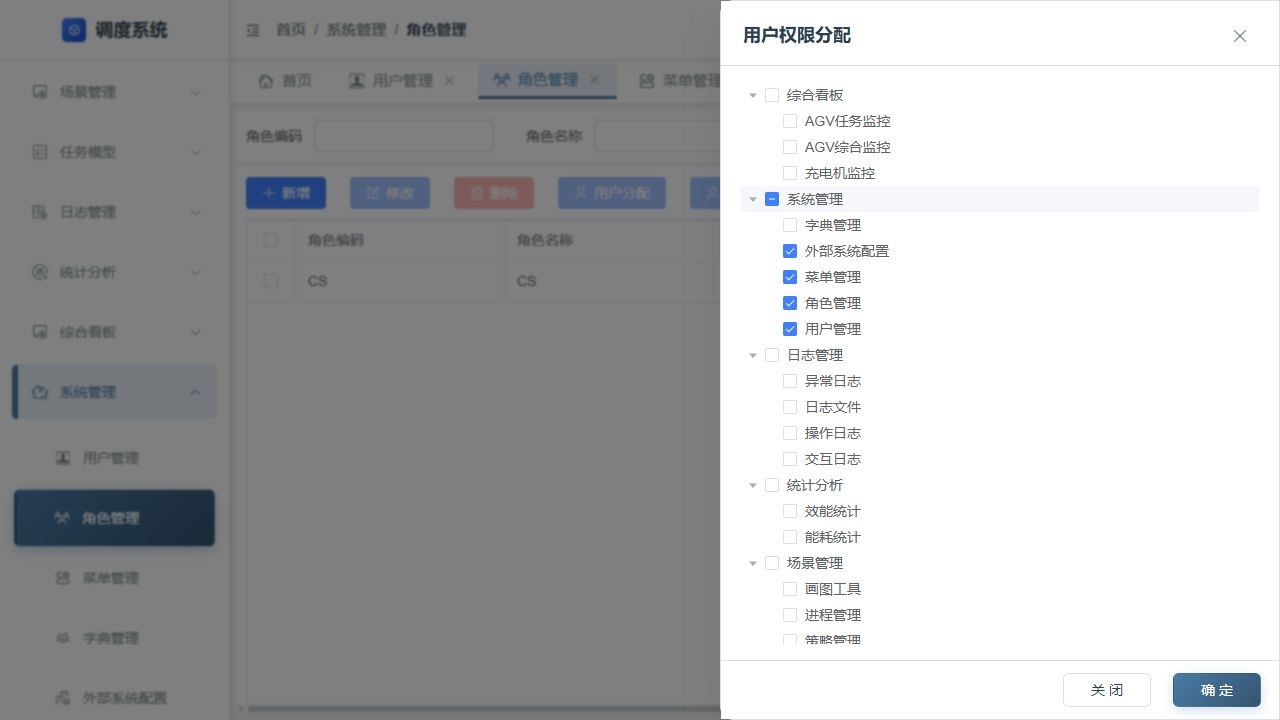 调度系统
场景管理
任务模型
日志管理
统计分析
综合看板
系统管理
用户管理
角色管理
菜单管理
字典管理
外部系统配置
首页 / 系统管理 / 角色管理
首页
用户管理
角色管理
菜单管理
角色编码
角色名称
新增
修改
删除
用户分配
角色编码
角色名称
CS
CS
用户权限分配
综合看板
AGV任务监控
AGV综合监控
充电机监控
系统管理
字典管理
外部系统配置
菜单管理
角色管理
用户管理
日志管理
异常日志
日志文件
操作日志
交互日志
统计分析
效能统计
能耗统计
场景管理
画图工具
进程管理
策略管理
关 闭
确 定